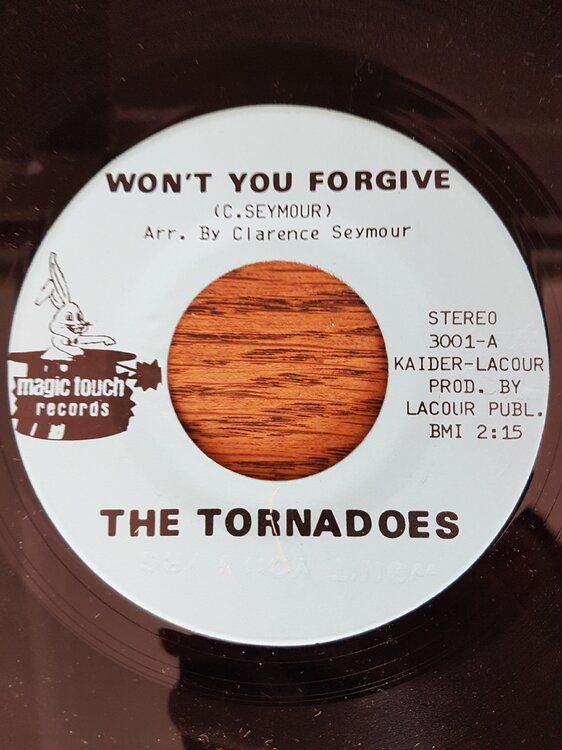 WON'T YOU FORGIVE
(C.SEYMOUR)
Arr. By Clarence Seymour
STEREO
3001-A
KAIDER-LACOUR
PROD. BY
LACOUR PUBL.
BMI 2:15
magic touch
records
THE TORNADOES